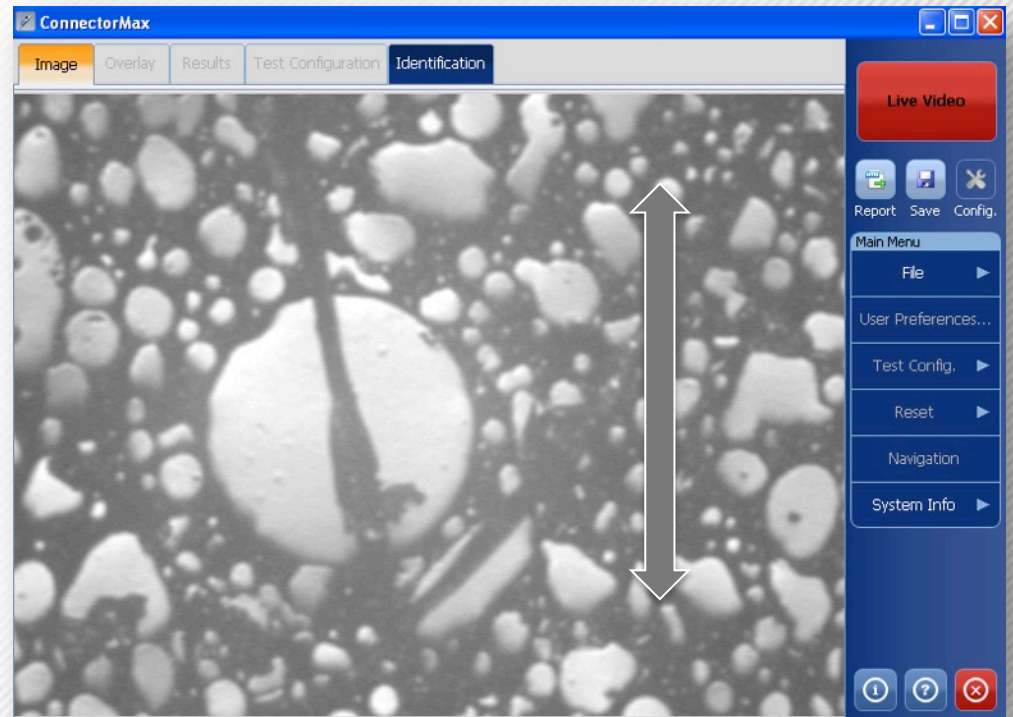 ConnectorMax
Image Overlay Results Test Configuration Identification
Live Video
Report Save Config.
Main Menu
File
User Preferences...
Test Config.
Reset
Navigation
System Info